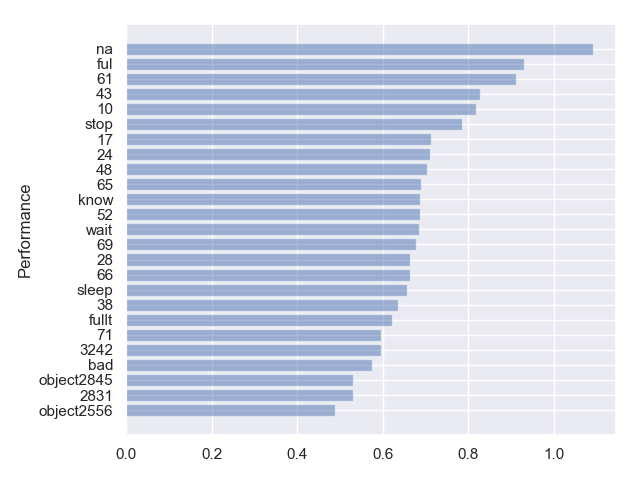 na
ful
61
43
10
stop
17
24
48
65
know
52
wait
69
28
66
sleep
38
fullt
71
3242
bad
object2845
2831
object2556
Performance
0.0 0.2 0.4 0.6 0.8 1.0